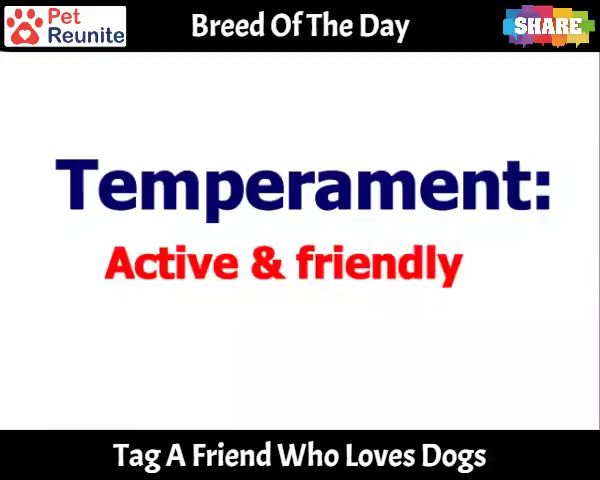 Pet
Reunite
Breed Of The Day
SHARE
Temperament:
Active & friendly
Tag A Friend Who Loves Dogs